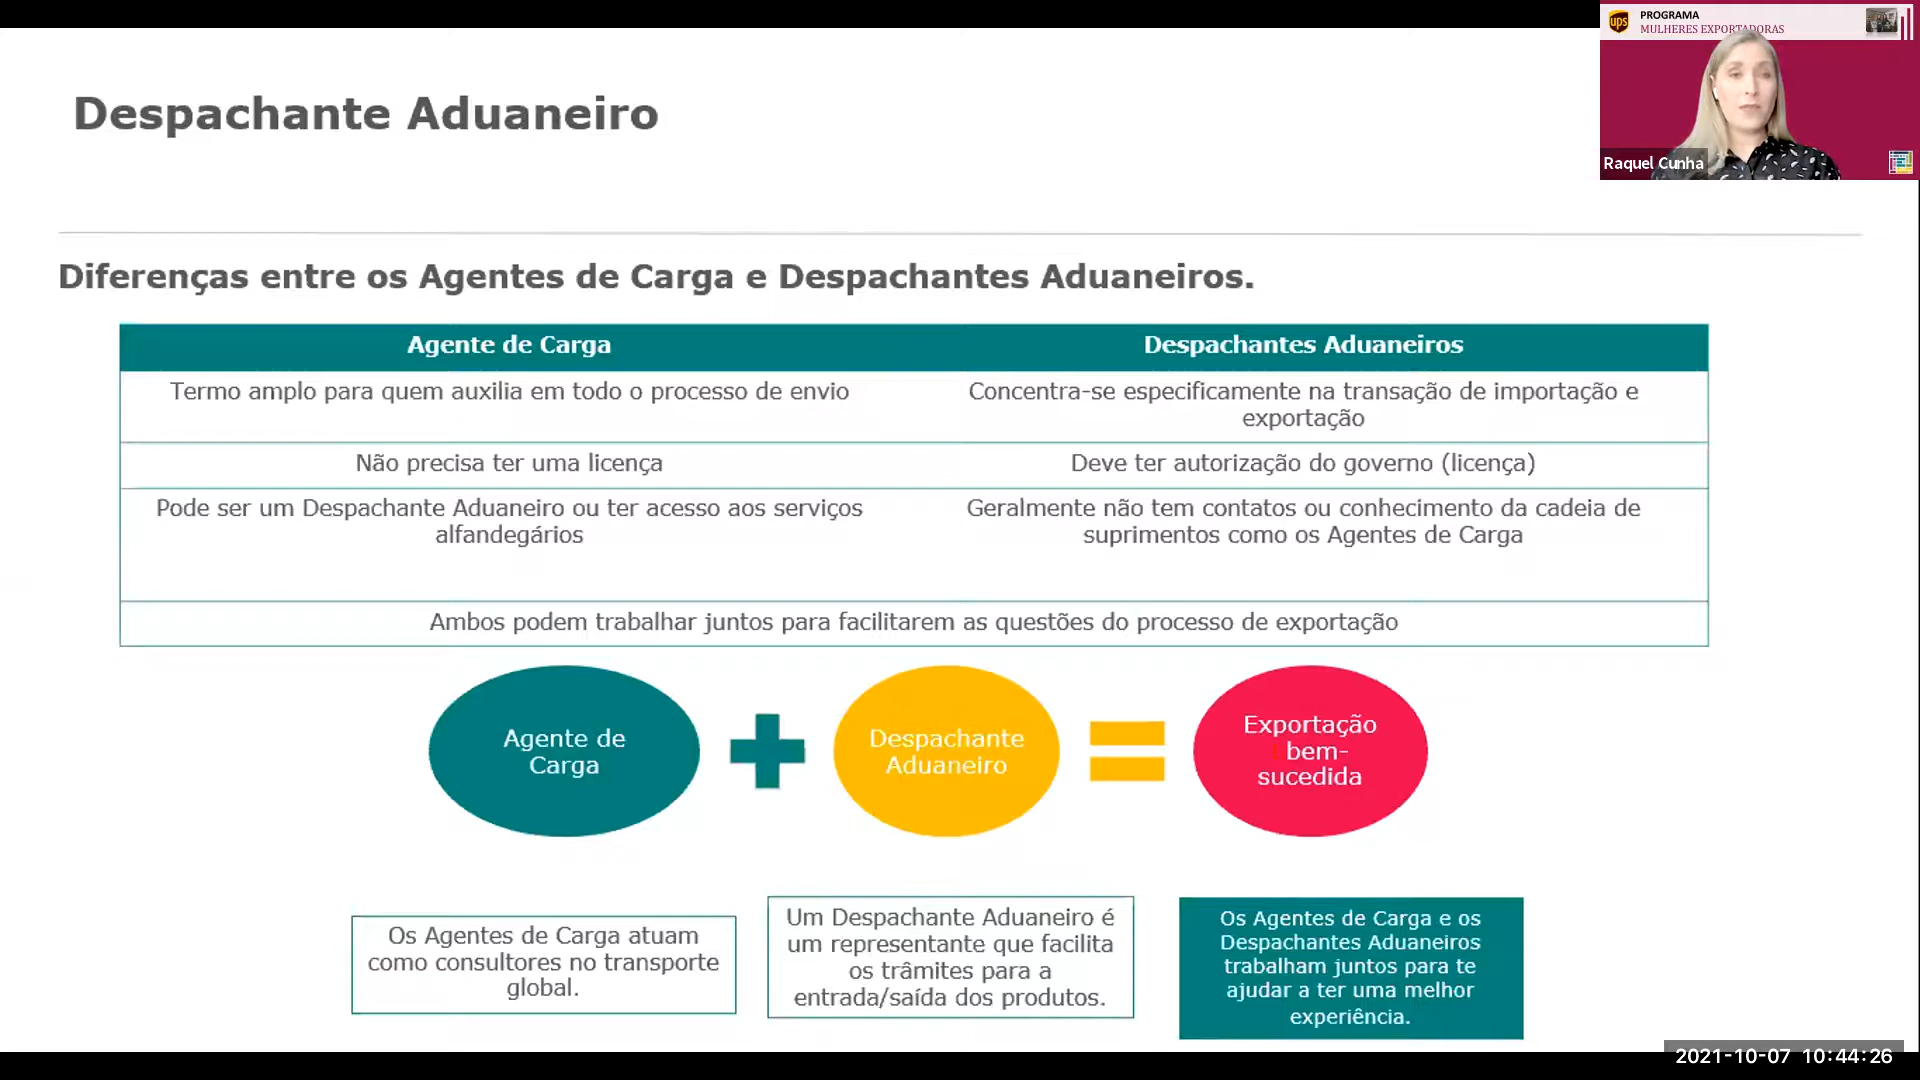 ups
PROGRAMA
MULHERES EXPORTADORAS
Raquel Cunha
Despachante Aduaneiro
Diferenças entre os Agentes de Carga e Despachantes Aduaneiros.
Agente de Carga
Despachantes Aduaneiros
Termo amplo para quem auxilia em todo o processo de envio
Concentra-se especificamente na transação de importação e
exportação
Não precisa ter uma licença
Deve ter autorização do governo (licença)
Pode ser um Despachante Aduaneiro ou ter acesso aos serviços
alfandegários
Geralmente não tem contatos ou conhecimento da cadeia de
suprimentos como os Agentes de Carga
Ambos podem trabalhar juntos para facilitarem as questões do processo de exportação
Agente de
Carga
Despachante
Aduaneiro
Exportação
bem-
sucedida
Os Agentes de Carga atuam
como consultores no transporte
global.
Um Despachante Aduaneiro é
um representante que facilita
os trâmites para a
entrada/saída dos produtos.
Os Agentes de Carga e os
Despachantes Aduaneiros
trabalham juntos para te
ajudar a ter uma melhor
experiência.
2021-10-07 10:44:26